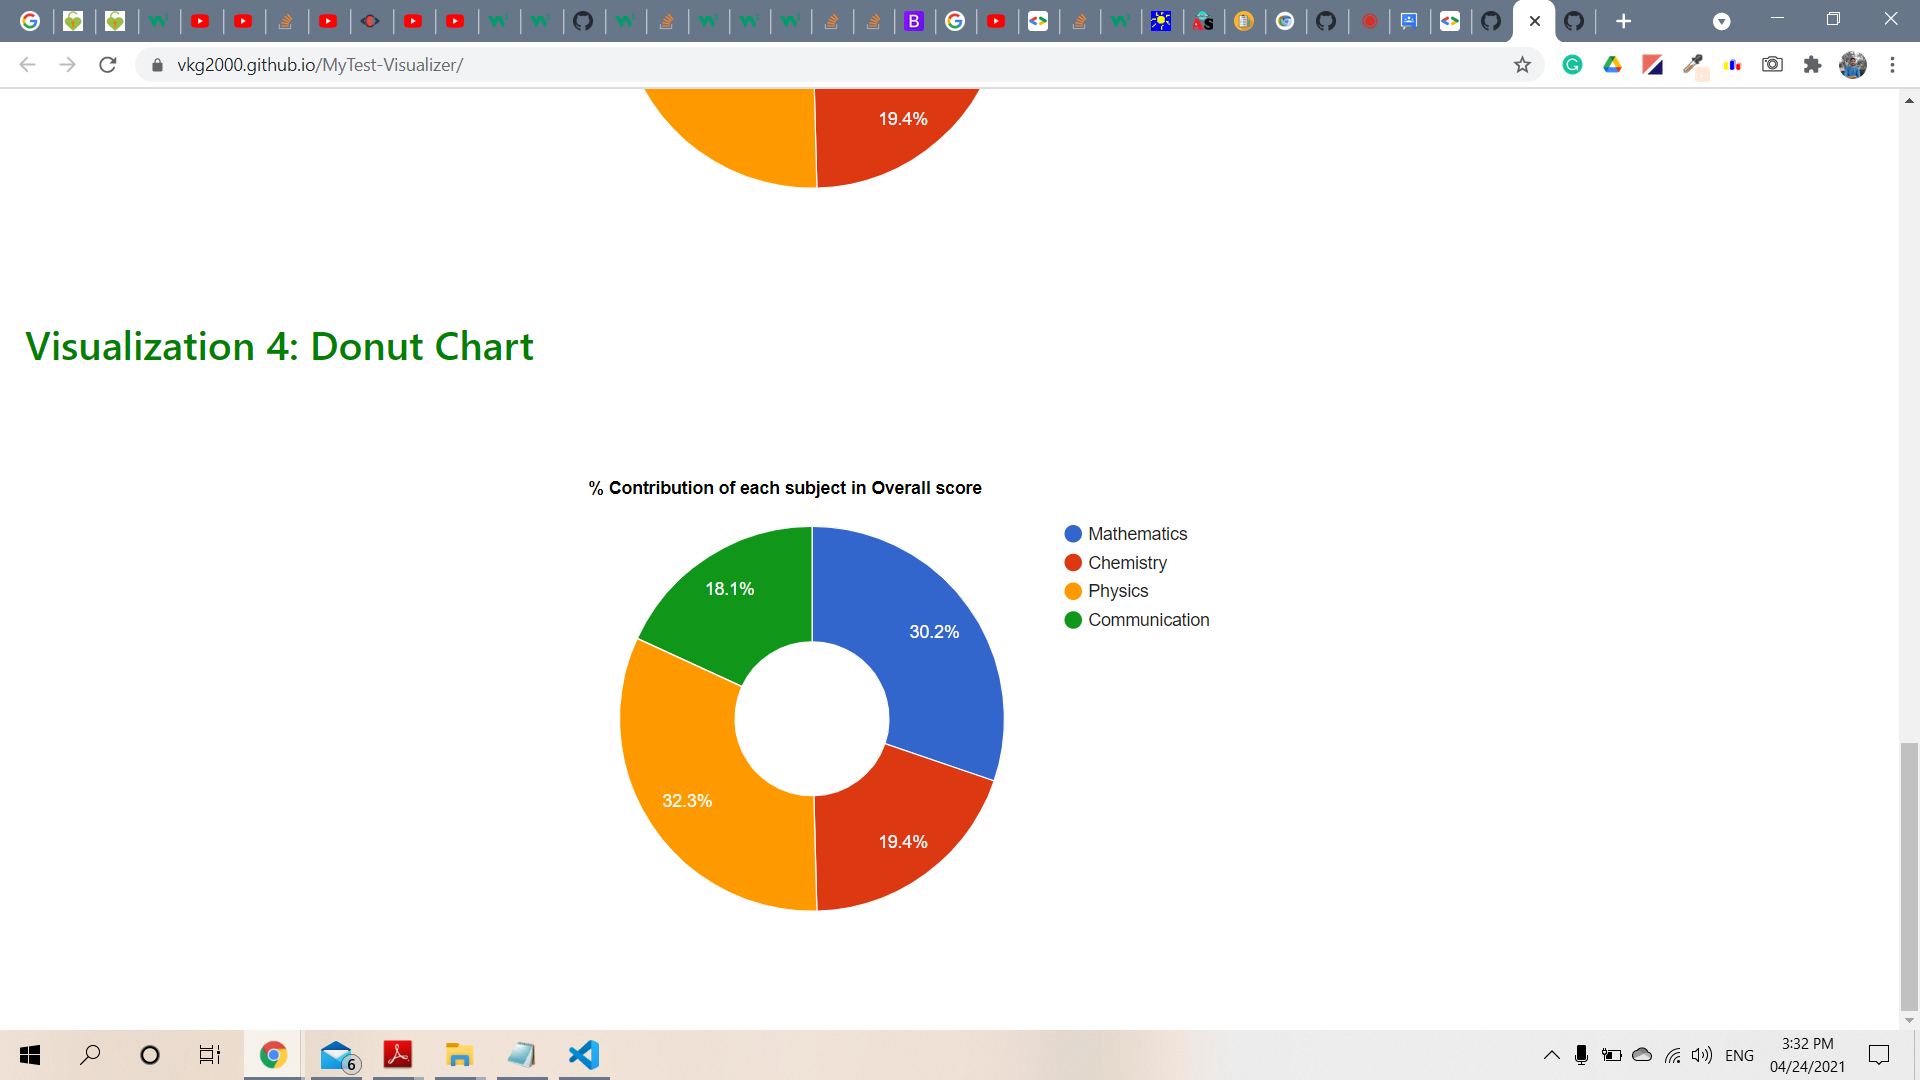 B
vkg2000.github.io/MyTest-Visualizer/
19.4%
Visualization 4: Donut Chart
% Contribution of each subject in Overall score
Mathematics
Chemistry
Physics
Communication
18.1%
30.2%
32.3%
19.4%
6
ENG
3:32 PM
04/24/2021